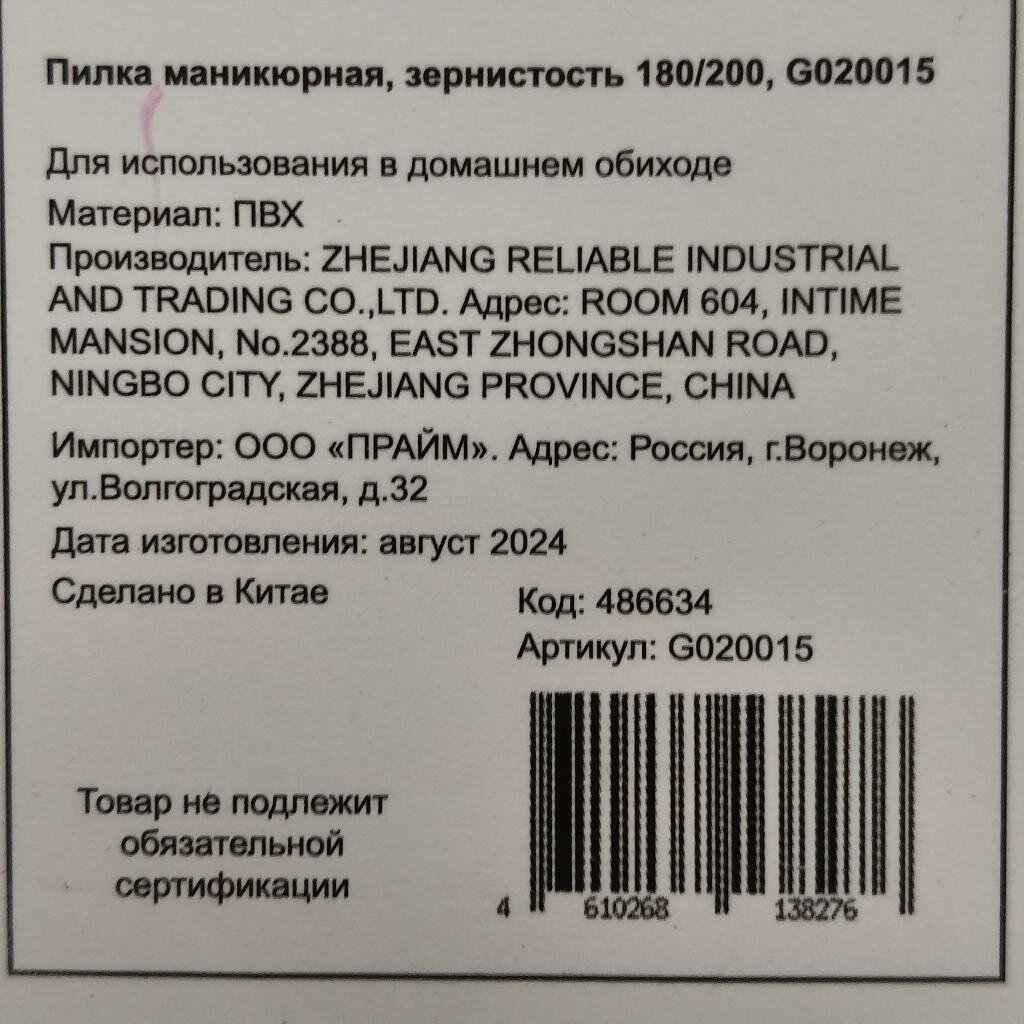 Пилка маникюрная, зернистость 180/200, G020015
Для использования в домашнем обиходе
Материал: ПВХ
Производитель: ZHEJIANG RELIABLE INDUSTRIAL
AND TRADING CO.,LTD. Адрес: ROOM 604, INTIME
MANSION, No.2388, EAST ZHONGSHAN ROAD,
NINGBO CITY, ZHEJIANG PROVINCE, CHINA
Импортер: ООО «ПРАЙМ». Адрес: Россия, г.Воронеж,
ул.Волгоградская, д.32
Дата изготовления: август 2024
Сделано в Китае
Код: 486634
Артикул: G020015
Товар не подлежит
обязательной
сертификации
4 610268 138276